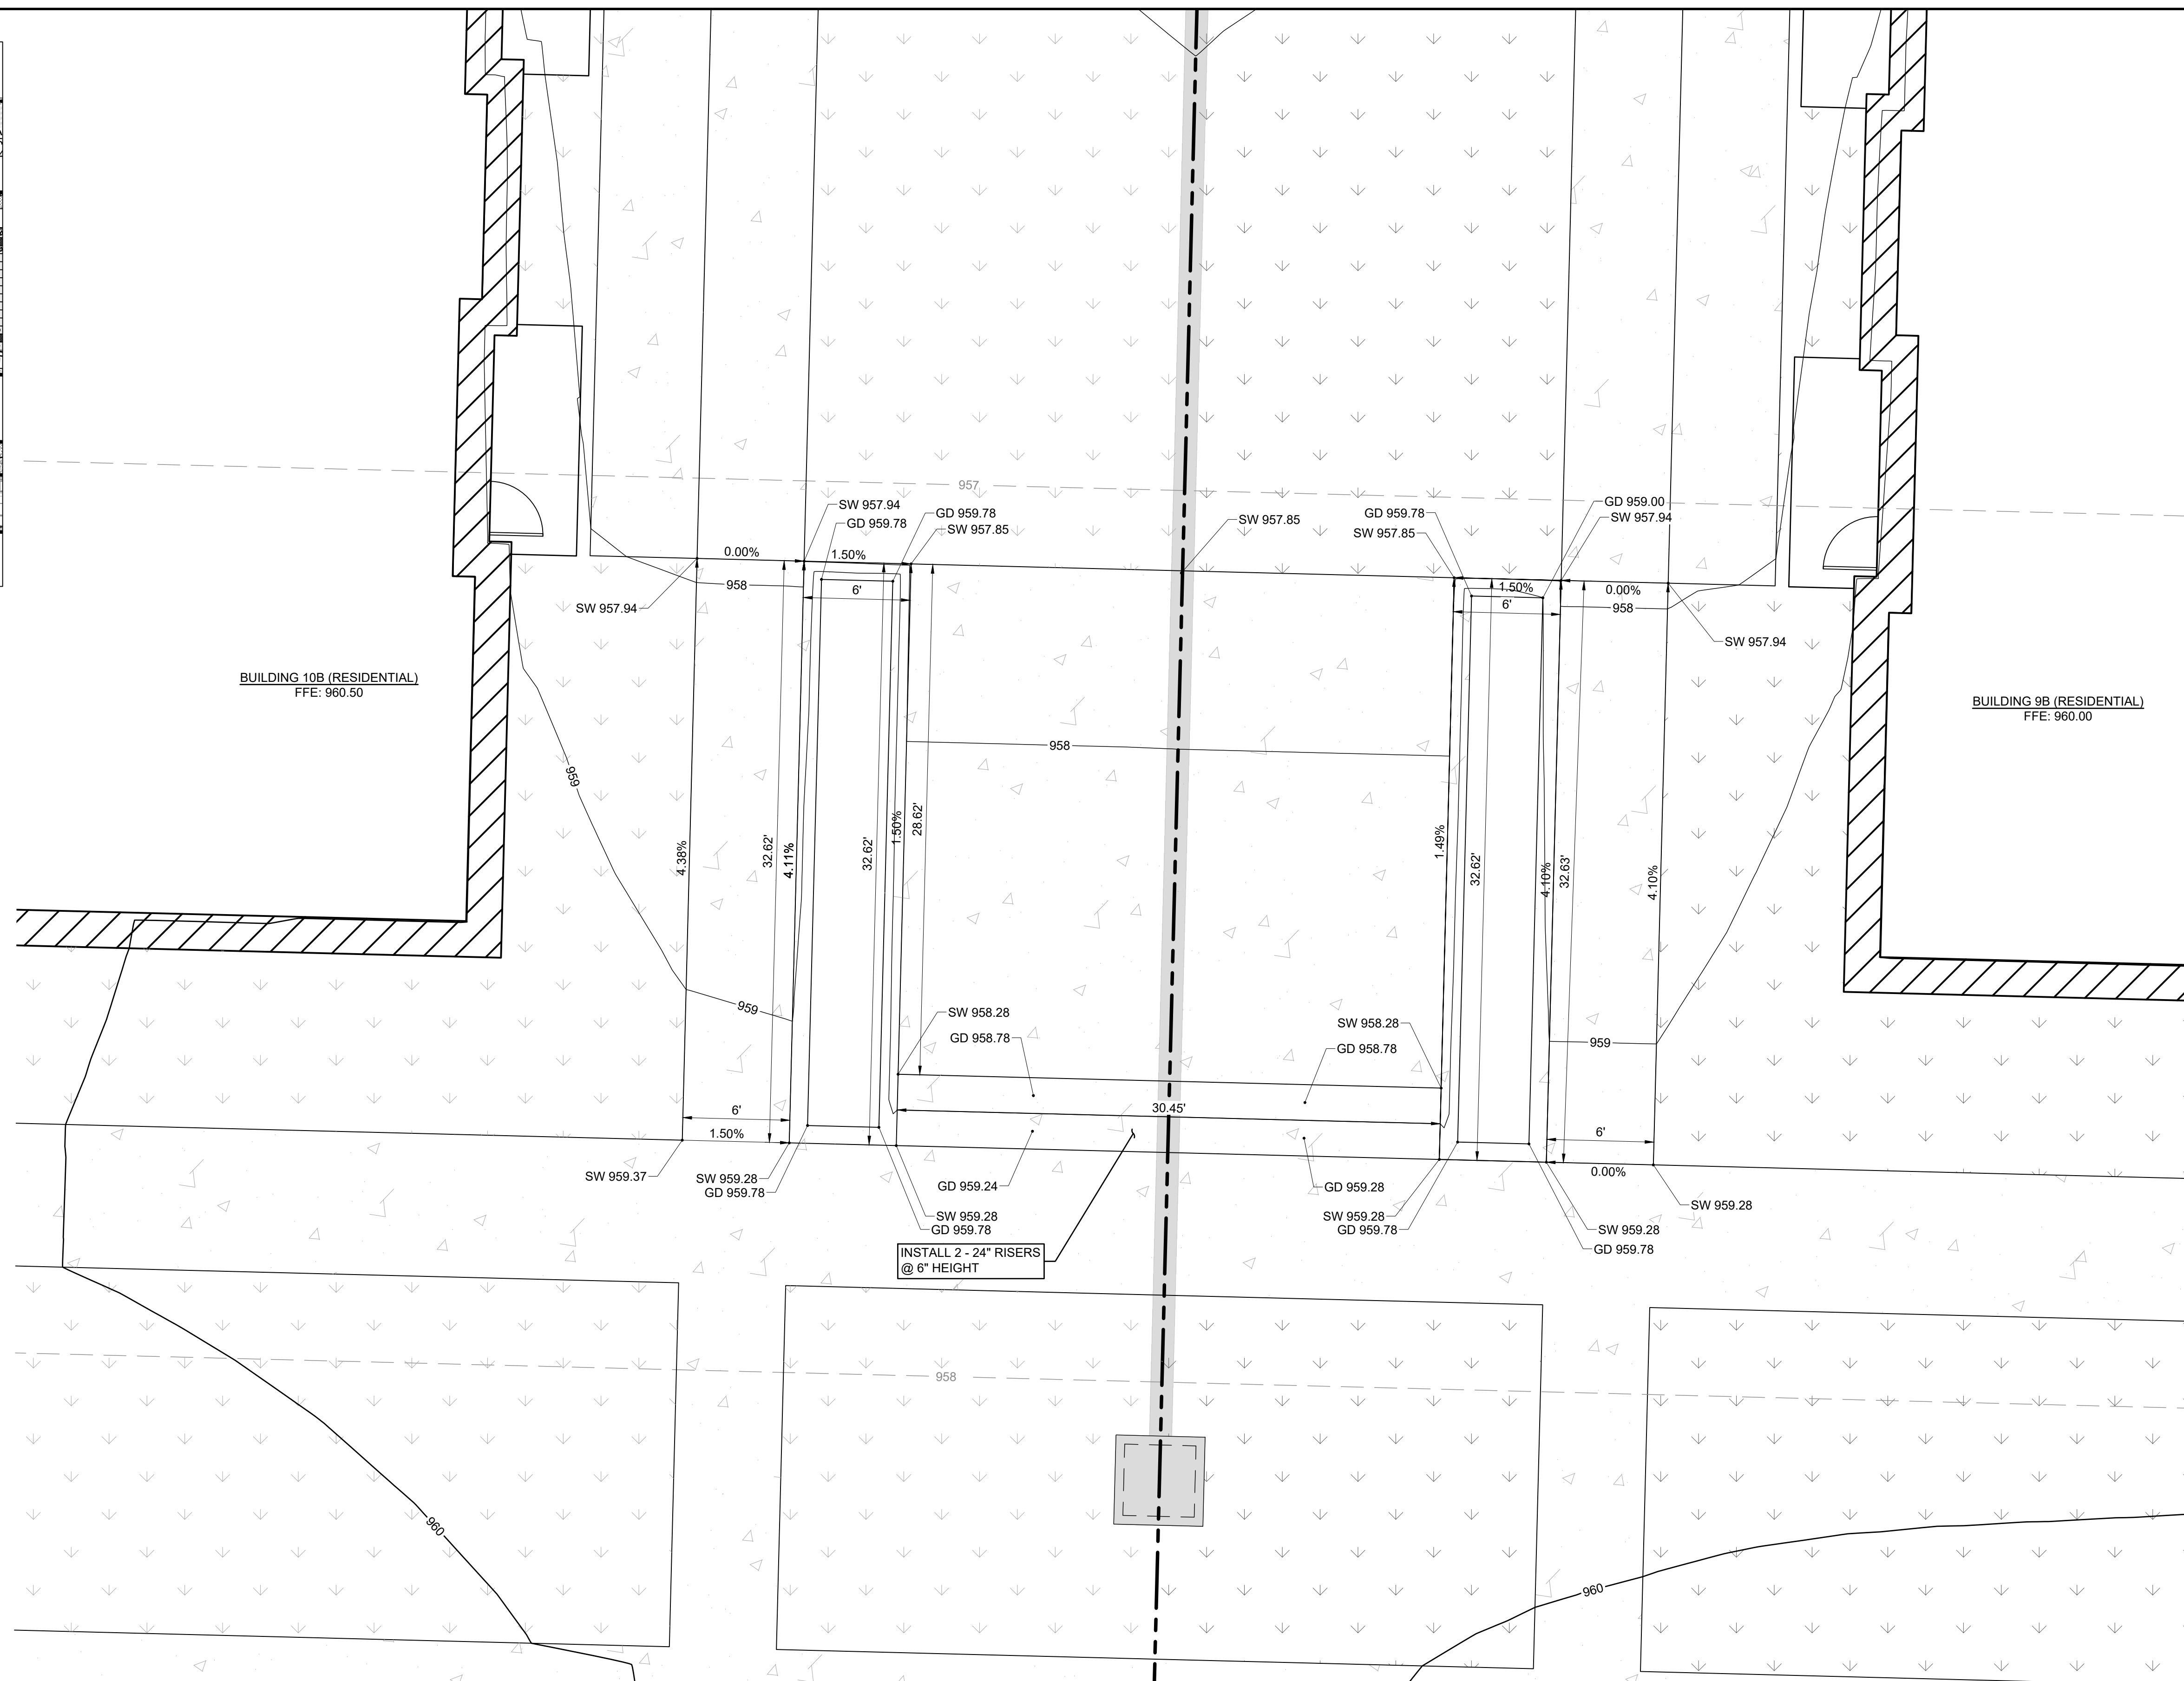 957
SW 957.94
GD 959.78
GD 959.78
SW 957.85
SW 957.85
GD 959.78
SW 957.85
GD 959.00
SW 957.94
0.00%
1.50%
1.50%
0.00%
958
6'
6'
958
SW 957.94
SW 957.94
BUILDING 10B (RESIDENTIAL)
FFE: 960.50
BUILDING 9B (RESIDENTIAL)
FFE: 960.00
958
959
4.38%
32.62'
4.11%
32.62'
1.50%
28.62'
1.49%
32.62'
4.10%
32.63'
4.10%
959
SW 958.28
GD 958.78
SW 958.28
GD 958.78
959
6'
1.50%
30.45'
6'
0.00%
SW 959.37
SW 959.28
GD 959.78
GD 959.24
SW 959.28
GD 959.78
GD 959.28
SW 959.28
GD 959.78
SW 959.28
GD 959.78
SW 959.28
INSTALL 2 - 24" RISERS
@ 6" HEIGHT
958
960
960